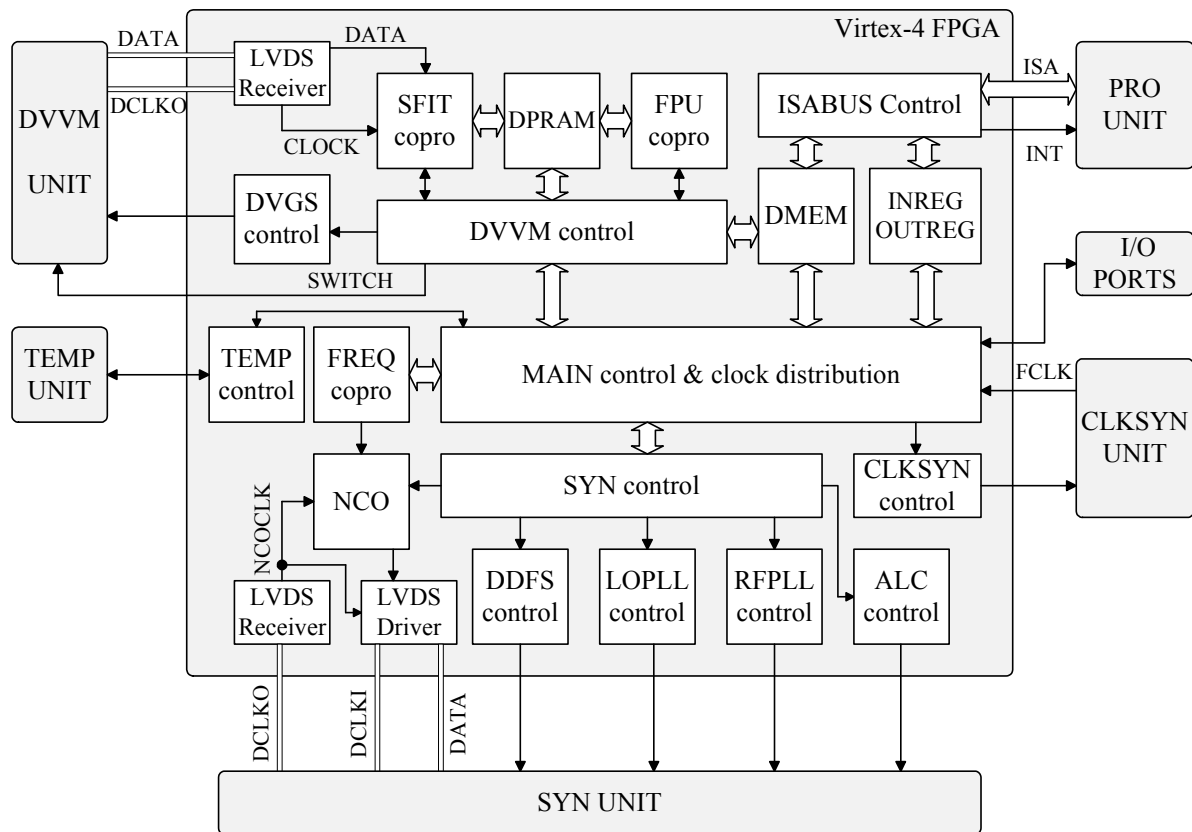 Virtex-4 FPGA
DATA
DCLKO
DVVM
UNIT
LVDS
Receiver
DATA
CLOCK
SFIT
copro
DPRAM
FPU
copro
ISABUS Control
ISA
INT
PRO
UNIT
DVGS
control
DVVM control
DMEM
INREG
OUTREG
SWITCH
I/O
PORTS
TEMP
UNIT
TEMP
control
FREQ
copro
MAIN control & clock distribution
FCLK
CLKSYN
UNIT
NCO
SYN control
CLKSYN
control
NCOCLK
LVDS
Receiver
LVDS
Driver
DDFS
control
LOPLL
control
RFPLL
control
ALC
control
DCLKO
DCLKI
DATA
SYN UNIT